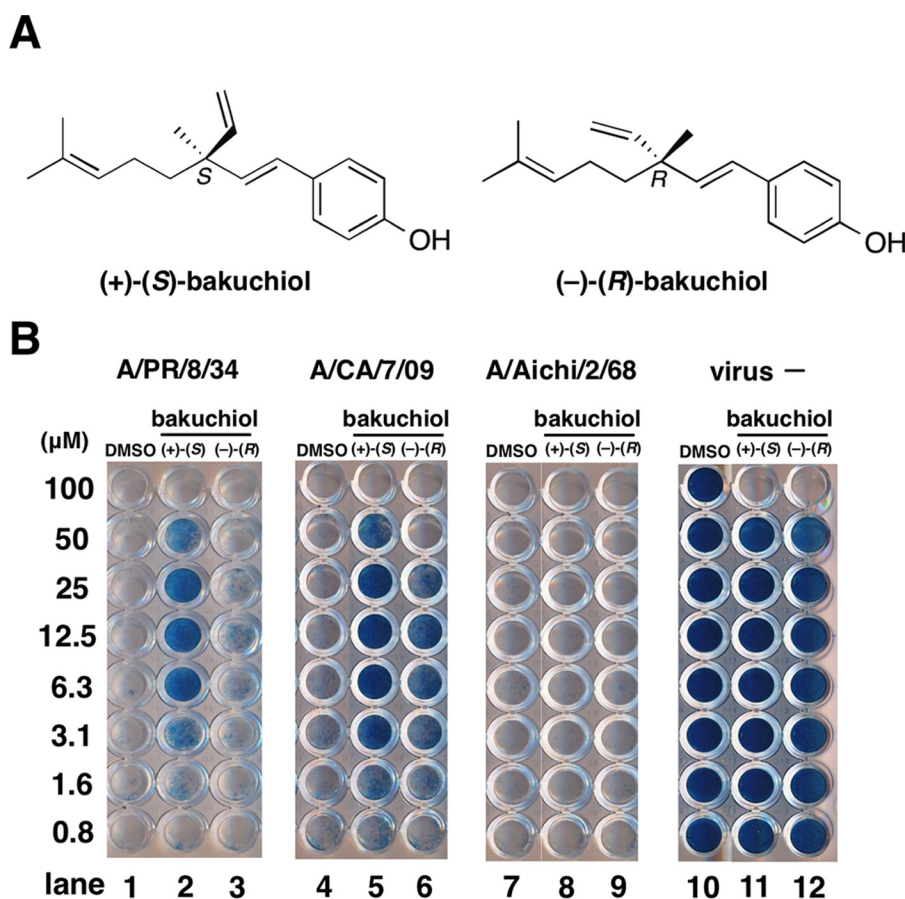 A
S
R
OH
OH
(+)-(S)-bakuchiol
(–)-(R)-bakuchiol
B
A/PR/8/34
A/CA/7/09
A/Aichi/2/68
virus —
bakuchiol
bakuchiol
bakuchiol
bakuchiol
(µM)
DMSO (+)-(S) (–)-(R)
DMSO (+)-(S) (–)-(R)
DMSO (+)-(S) (–)-(R)
DMSO (+)-(S) (–)-(R)
100
50
25
12.5
6.3
3.1
1.6
0.8
lane 1 2 3 4 5 6 7 8 9 10 11 12